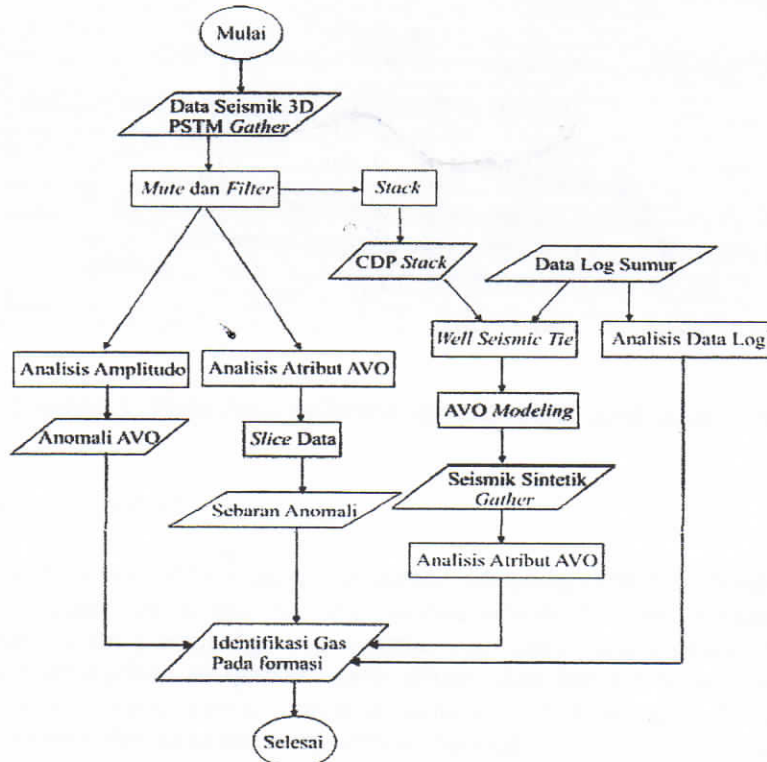 Mulai
Data Seismik 3D
PSTM Gather
Mute dan Filter
Stack
CDP Stack
Data Log Sumur
Well Seismic Tie
Analisis Data Log
Analisis Amplitudo
Analisis Atribut AVO
AVO Modeling
Anomali AVO
Slice Data
Seismik Sintetik
Gather
Sebaran Anomali
Analisis Atribut AVO
Identifikasi Gas
Pada formasi
Selesai